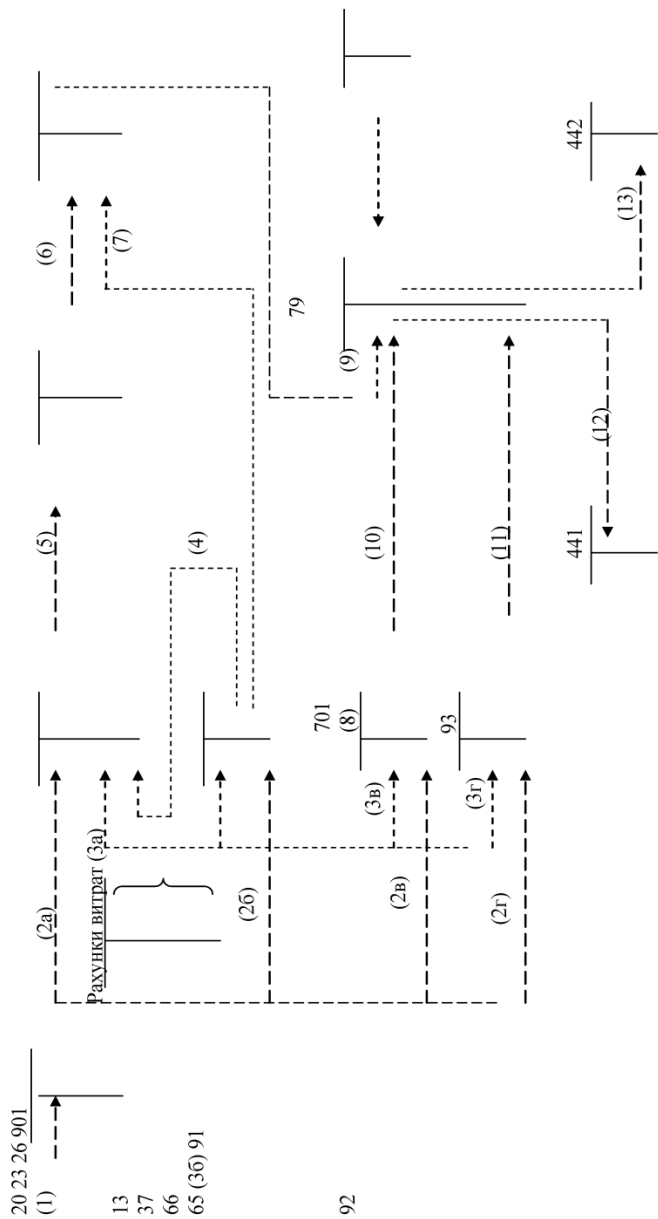 20 23 26 901
(1)
13
37
66
65 (3б) 91
92
(2а)
Рахунки витрат (3а)
(2б)
(2в)
(2г)
(3в)
(3г)
701
(8)
93
(4)
(5)
(6)
(7)
79
(9)
(10)
(11)
441
(12)
(13)
442